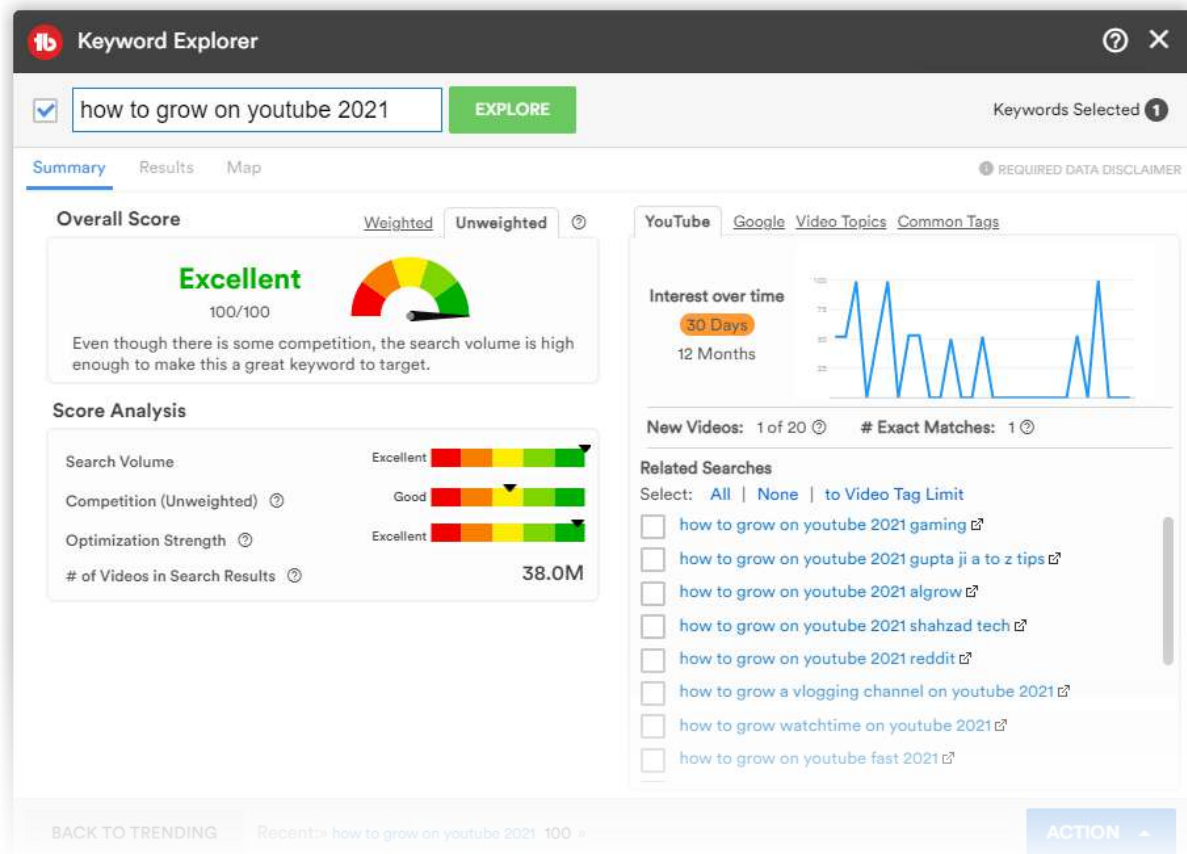 tb Keyword Explorer
how to grow on youtube 2021 EXPLORE Keywords Selected 1
Summary Results Map REQUIRED DATA DISCLAIMER
Overall Score Weighted Unweighted
Excellent
100/100
Even though there is some competition, the search volume is high
enough to make this a great keyword to target.
Score Analysis
Search Volume Excellent
Competition (Unweighted) Good
Optimization Strength Excellent
# of Videos in Search Results 38.0M
YouTube Google Video Topics Common Tags
Interest over time
30 Days
12 Months
100
75
50
25
New Videos: 1 of 20 # Exact Matches: 1
Related Searches
Select: All | None | to Video Tag Limit
how to grow on youtube 2021 gaming
how to grow on youtube 2021 gupta ji a to z tips
how to grow on youtube 2021 algrow
how to grow on youtube 2021 shahzad tech
how to grow on youtube 2021 reddit
how to grow a vlogging channel on youtube 2021
how to grow watchtime on youtube 2021
how to grow on youtube fast 2021
BACK TO TRENDING Recent:» how to grow on youtube 2021 100 » ACTION